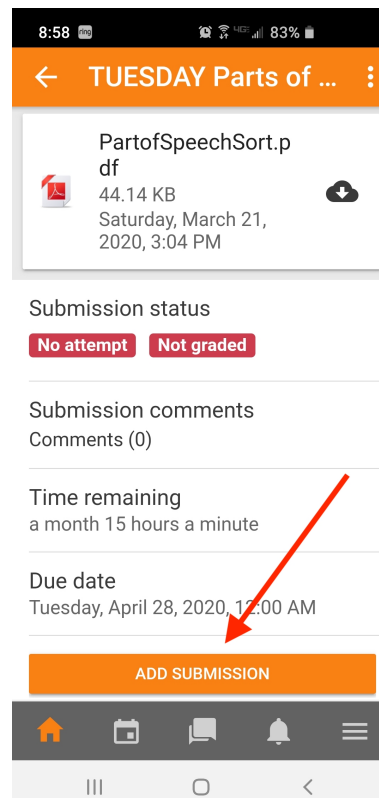 8:58 ring 4GE 83%
TUESDAY Parts of ...
PartofSpeechSort.p
df
44.14 KB
Saturday, March 21,
2020, 3:04 PM
Submission status
No attempt Not graded
Submission comments
Comments (0)
Time remaining
a month 15 hours a minute
Due date
Tuesday, April 28, 2020, 12:00 AM
ADD SUBMISSION